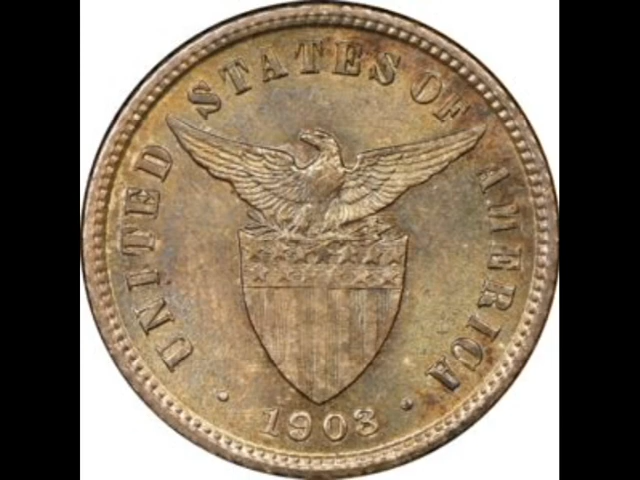 UNITED STATES OF AMERICA
• 1903 •